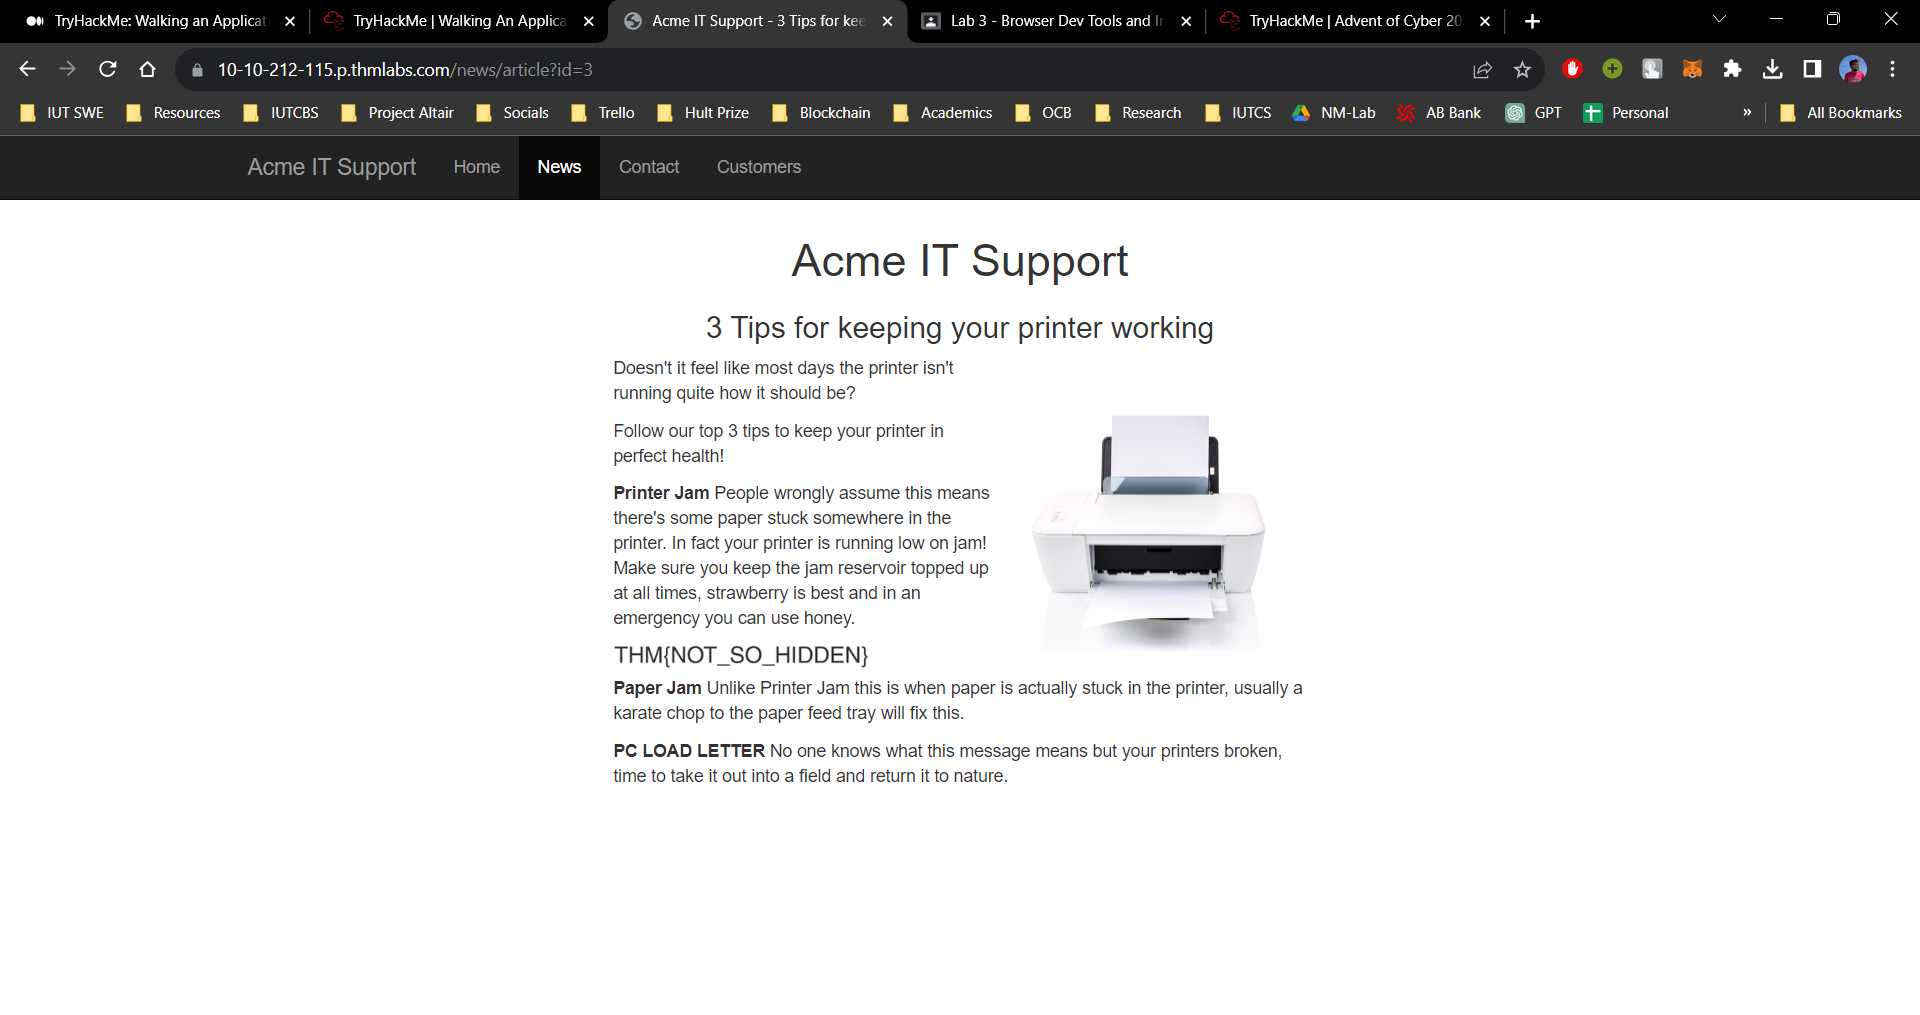 TryHackMe: Walking an Applicat
TryHackMe | Walking An Applica
Acme IT Support - 3 Tips for kee
Lab 3 - Browser Dev Tools and In
TryHackMe | Advent of Cyber 20
10-10-212-115.p.thmlabs.com/news/article?id=3
IUT SWE
Resources
IUTCBS
Project Altair
Socials
Trello
Hult Prize
Blockchain
Academics
OCB
Research
IUTCS
NM-Lab
AB Bank
GPT
Personal
»
All Bookmarks
Acme IT Support
Home
News
Contact
Customers
Acme IT Support
3 Tips for keeping your printer working
Doesn't it feel like most days the printer isn't
running quite how it should be?
Follow our top 3 tips to keep your printer in
perfect health!
Printer Jam People wrongly assume this means
there's some paper stuck somewhere in the
printer. In fact your printer is running low on jam!
Make sure you keep the jam reservoir topped up
at all times, strawberry is best and in an
emergency you can use honey.
THM{NOT_SO_HIDDEN}
Paper Jam Unlike Printer Jam this is when paper is actually stuck in the printer, usually a
karate chop to the paper feed tray will fix this.
PC LOAD LETTER No one knows what this message means but your printers broken,
time to take it out into a field and return it to nature.